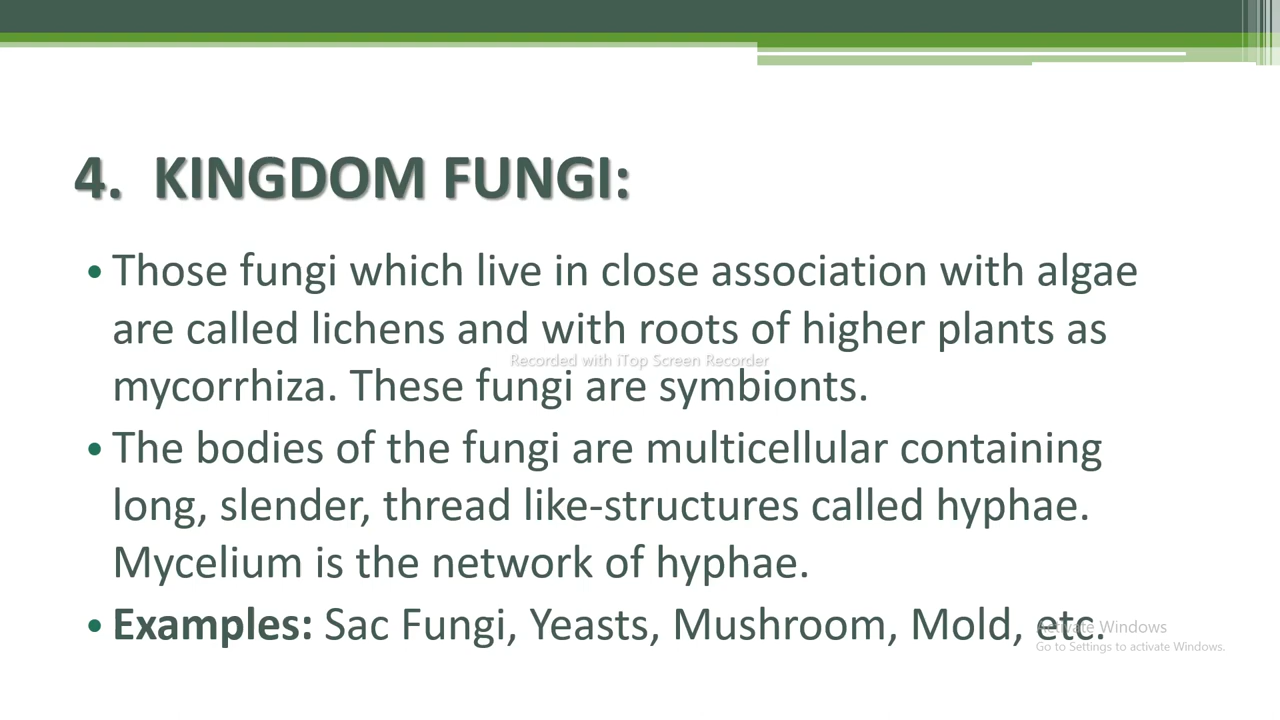 4. KINGDOM FUNGI:
• Those fungi which live in close association with algae
are called lichens and with roots of higher plants as
Recorded with iTop Screen Recorder
mycorrhiza. These fungi are symbionts.
• The bodies of the fungi are multicellular containing
long, slender, thread like-structures called hyphae.
Mycelium is the network of hyphae.
• Examples: Sac Fungi, Yeasts, Mushroom, Mold, etc.
Activate Windows
Go to Settings to activate Windows.